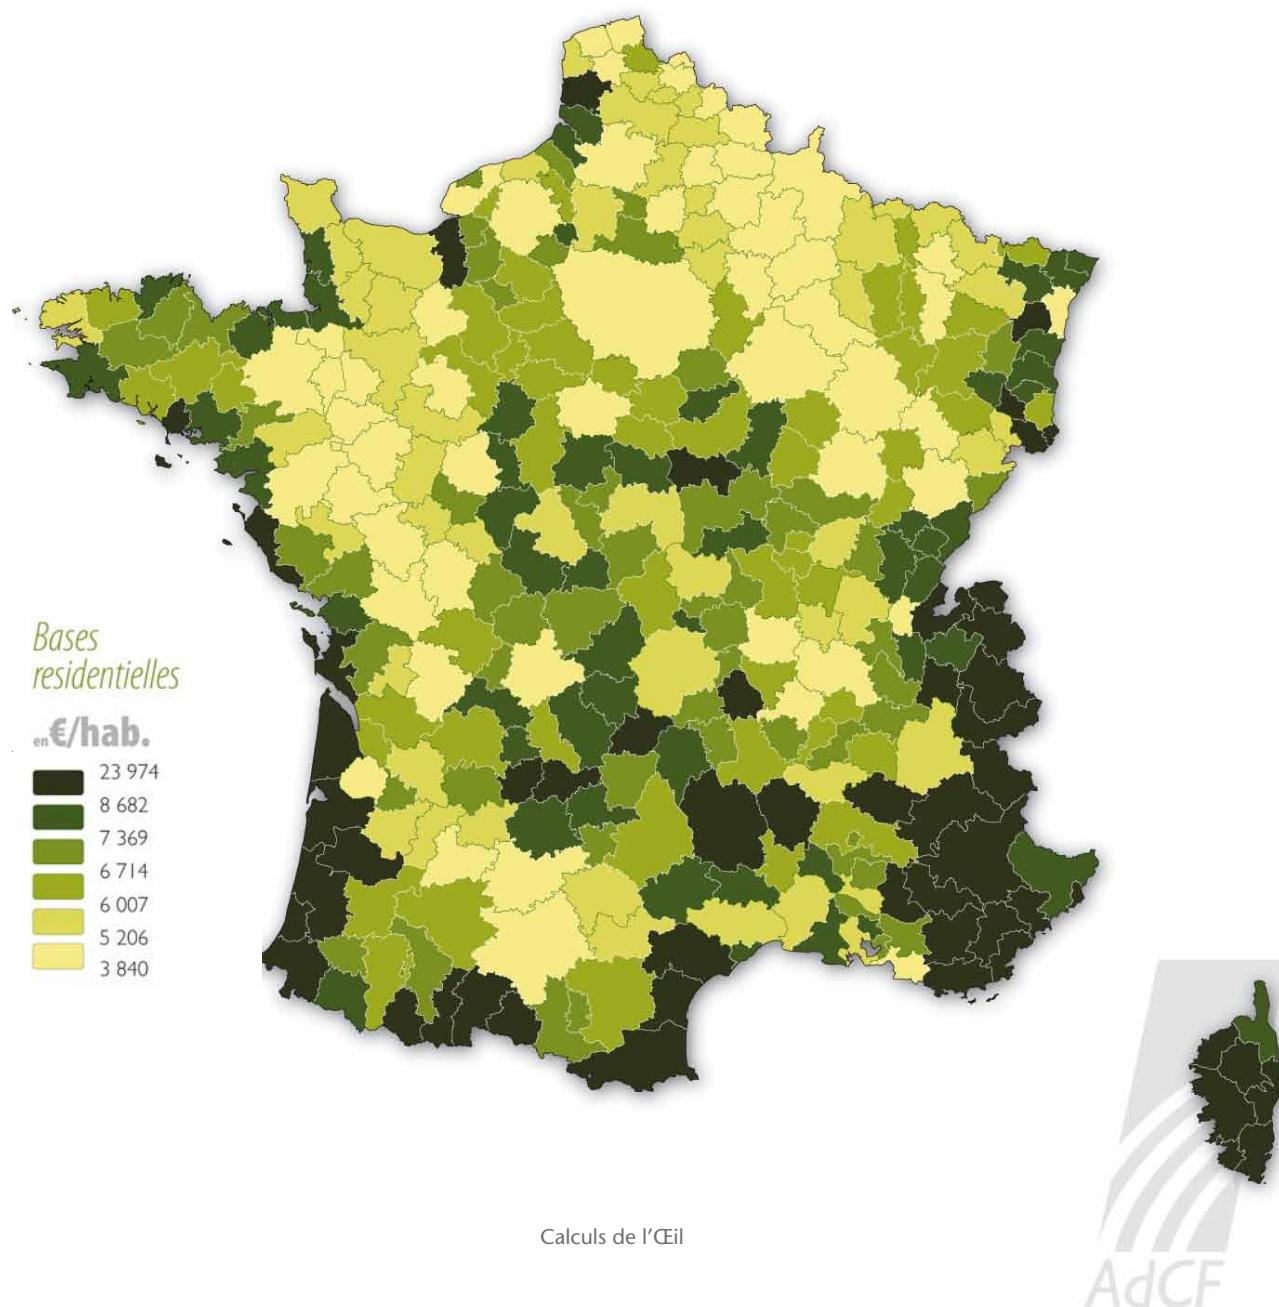 Bases
residentielles
en €/hab.
23 974
8 682
7 369
6 714
6 007
5 206
3 840
Calculs de l'Œil
AdCF